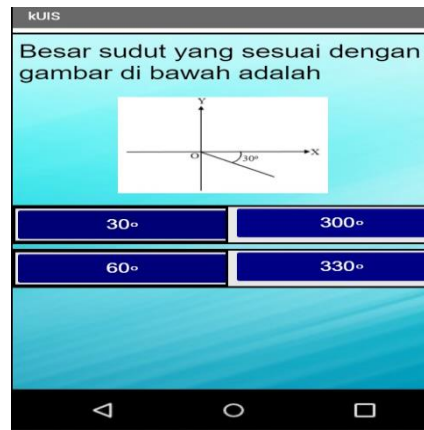 kUIS
Besar sudut yang sesuai dengan
gambar di bawah adalah
Y
O
30°
X
30°
300°
60°
330°